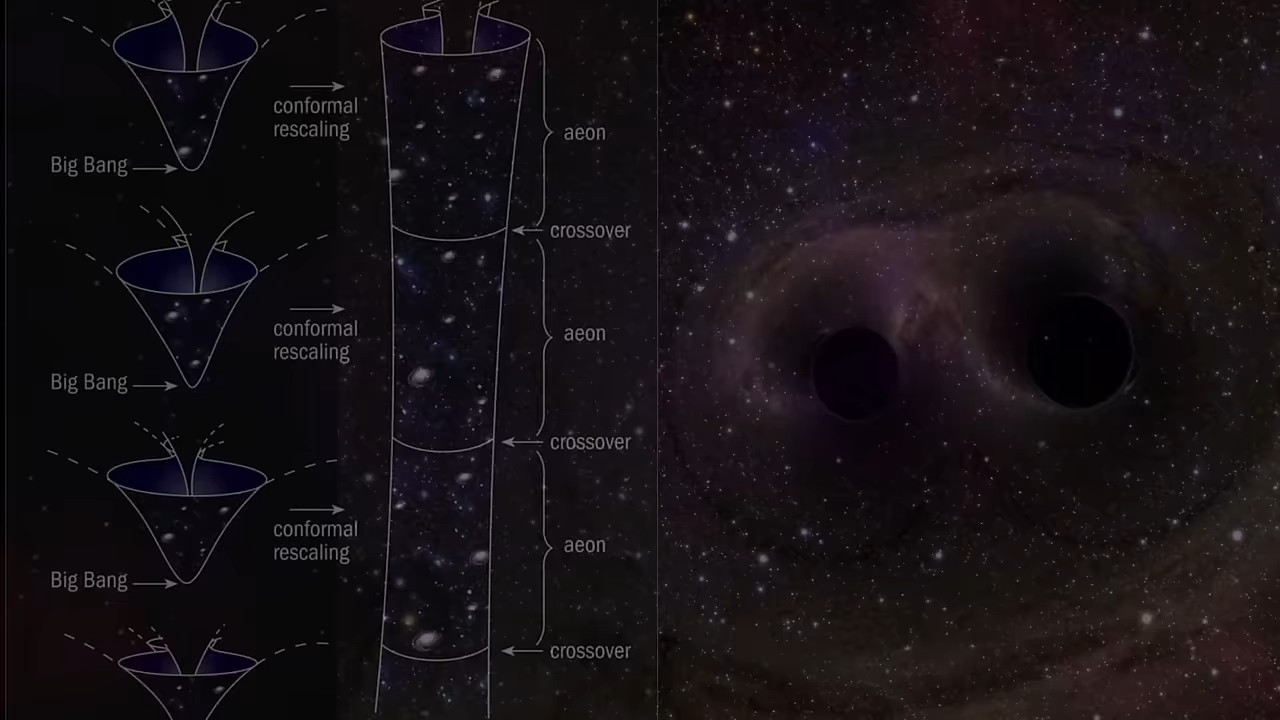 conformal
rescaling
Big Bang
aeon
crossover
conformal
rescaling
Big Bang
aeon
crossover
conformal
rescaling
Big Bang
aeon
crossover